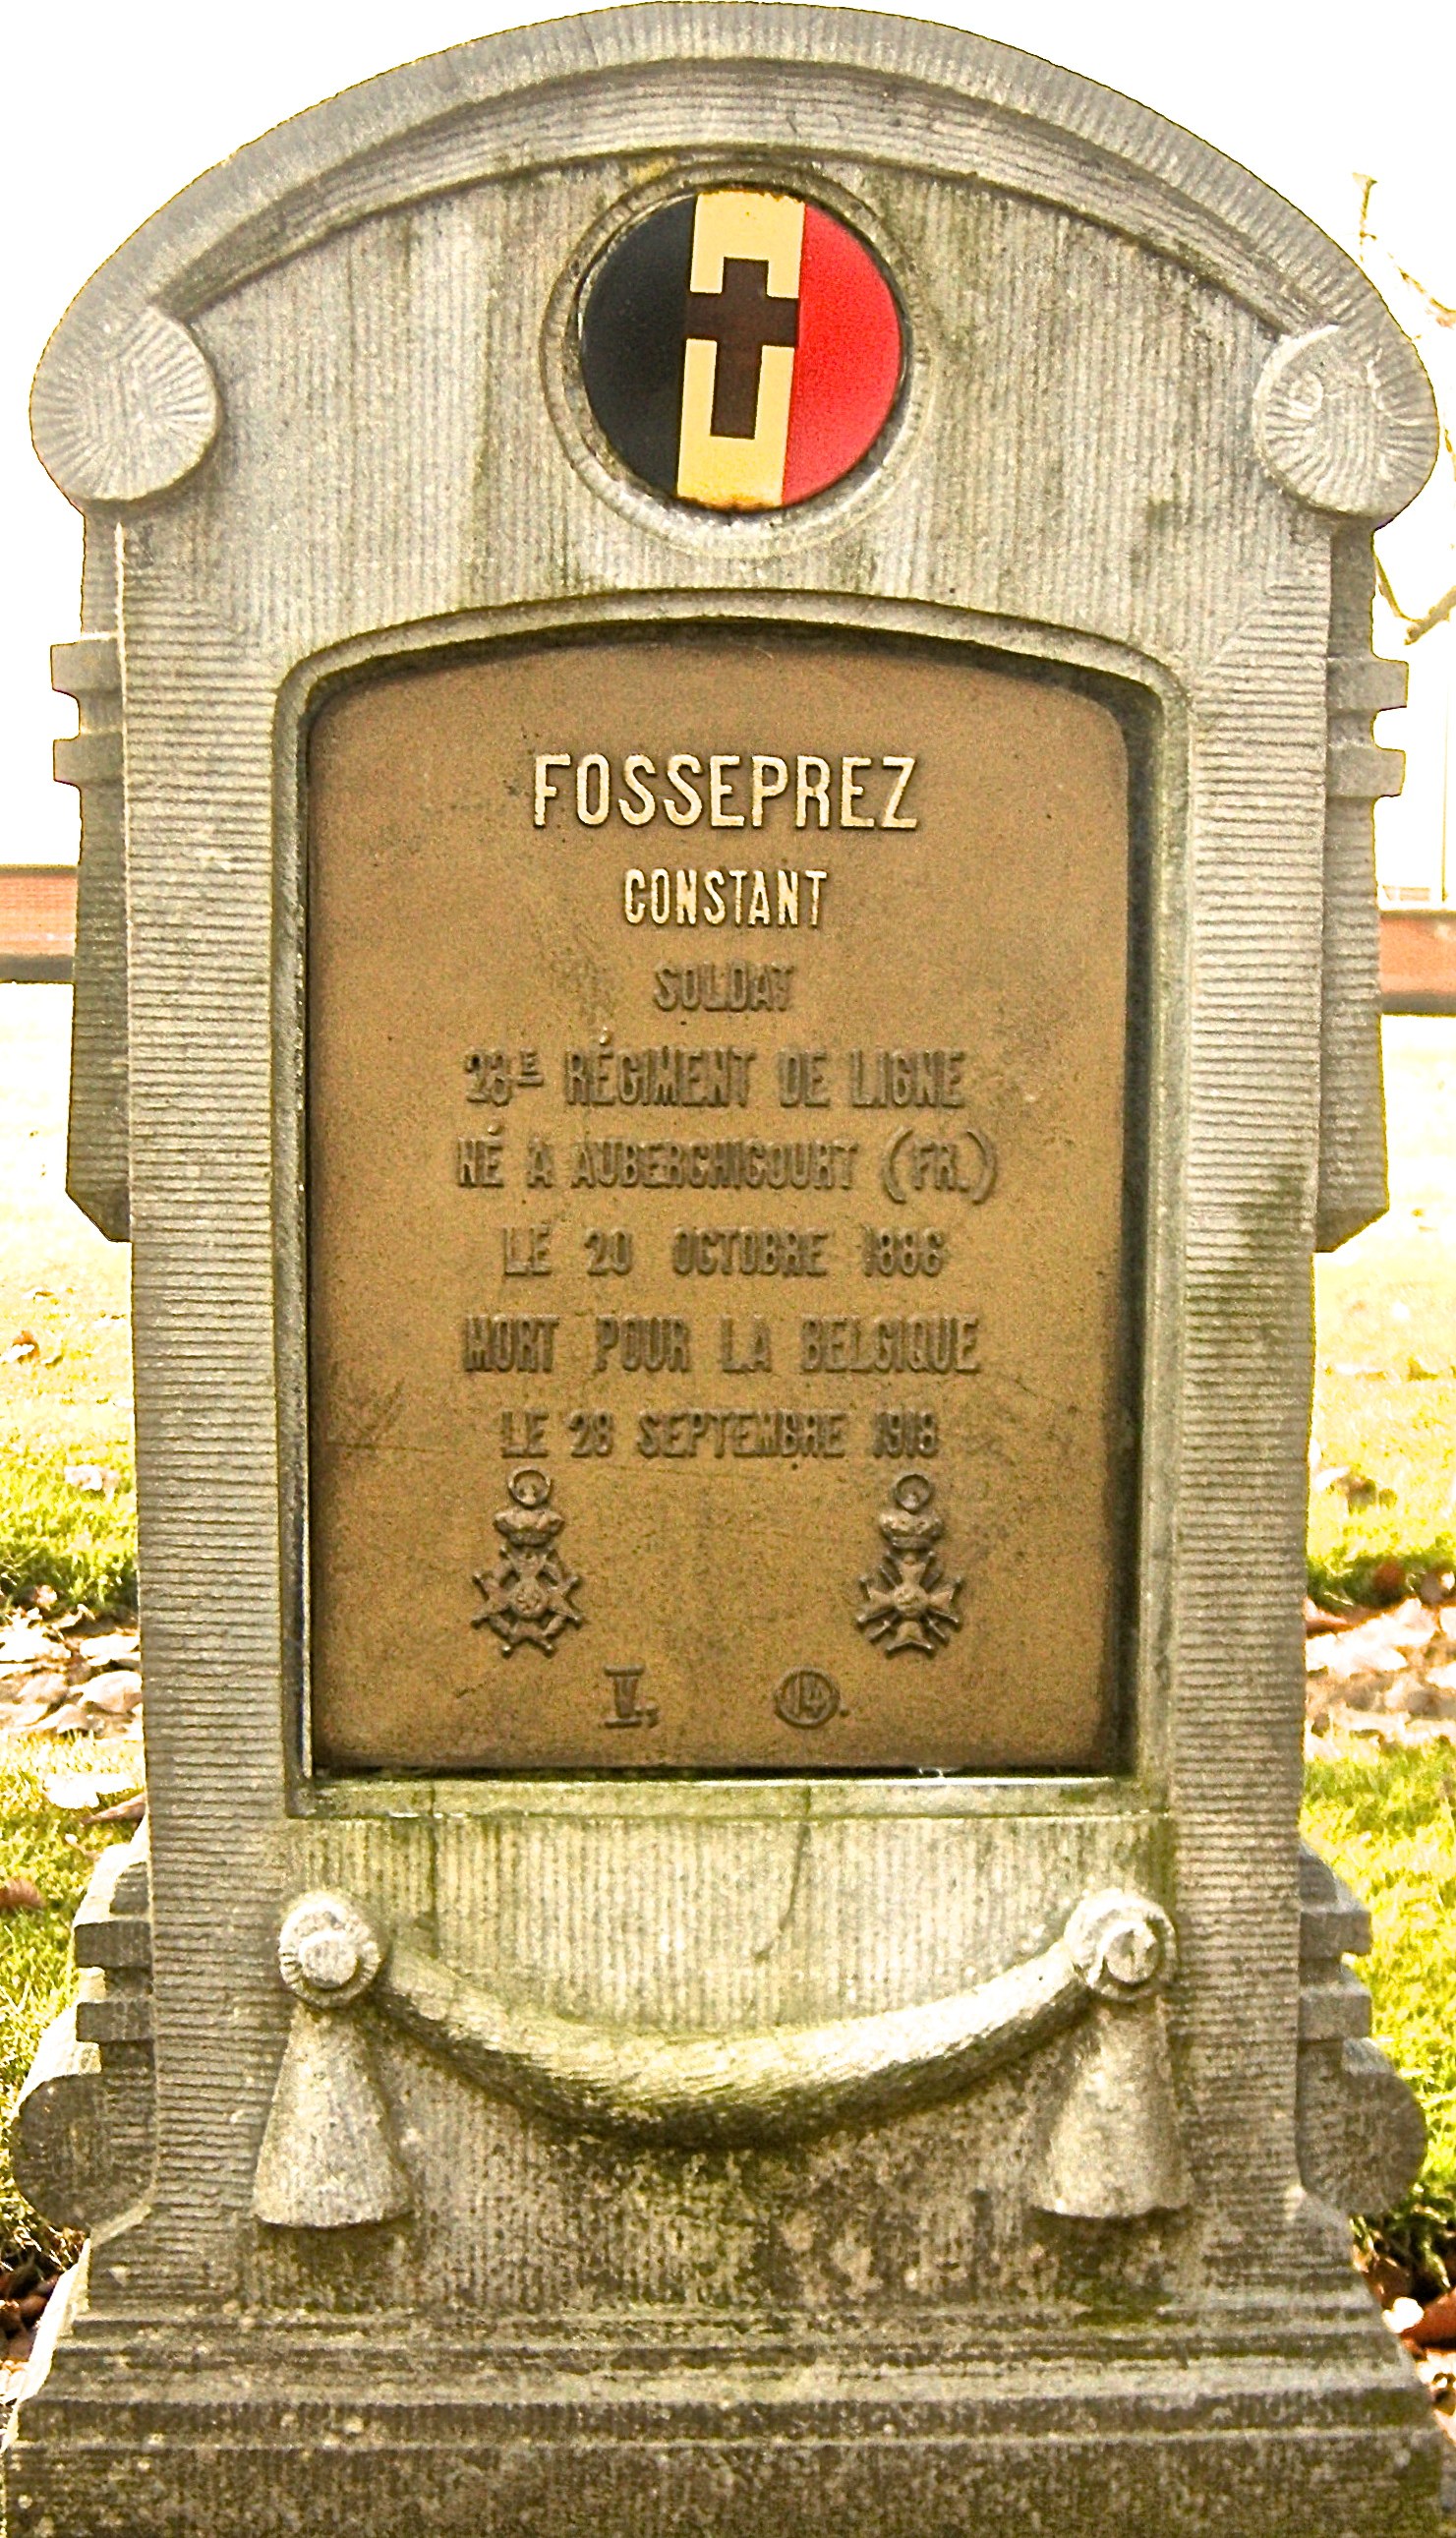 FOSSEPREZ
CONSTANT
SOLDAT
23E RÉGIMENT DE LIGNE
NÉ A AUBERCHICOURT (FR.)
LE 20 OCTOBRE 1886
MORT POUR LA BELGIQUE
LE 28 SEPTEMBRE 1918
V. 14.